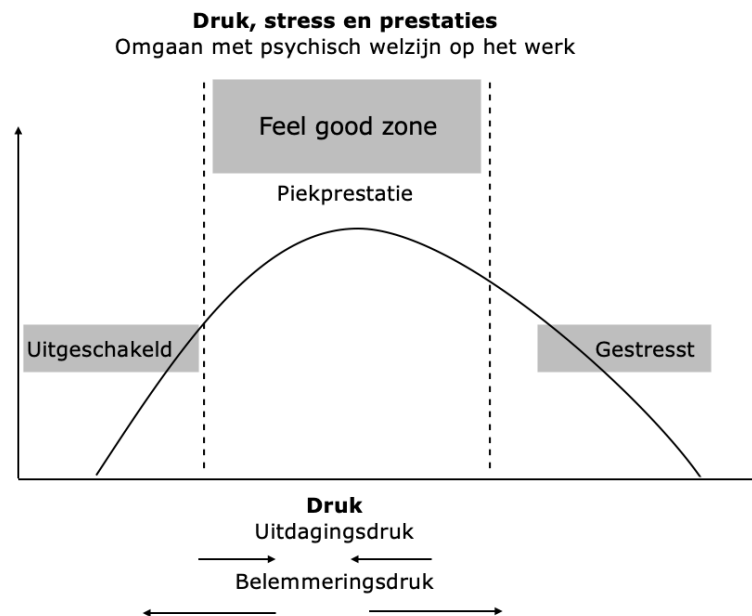 Druk, stress en prestaties
Omgaan met psychisch welzijn op het werk
Feel good zone
Piekprestatie
Uitgeschakeld
Gestresst
Druk
Uitdagingsdruk
Belemmeringsdruk